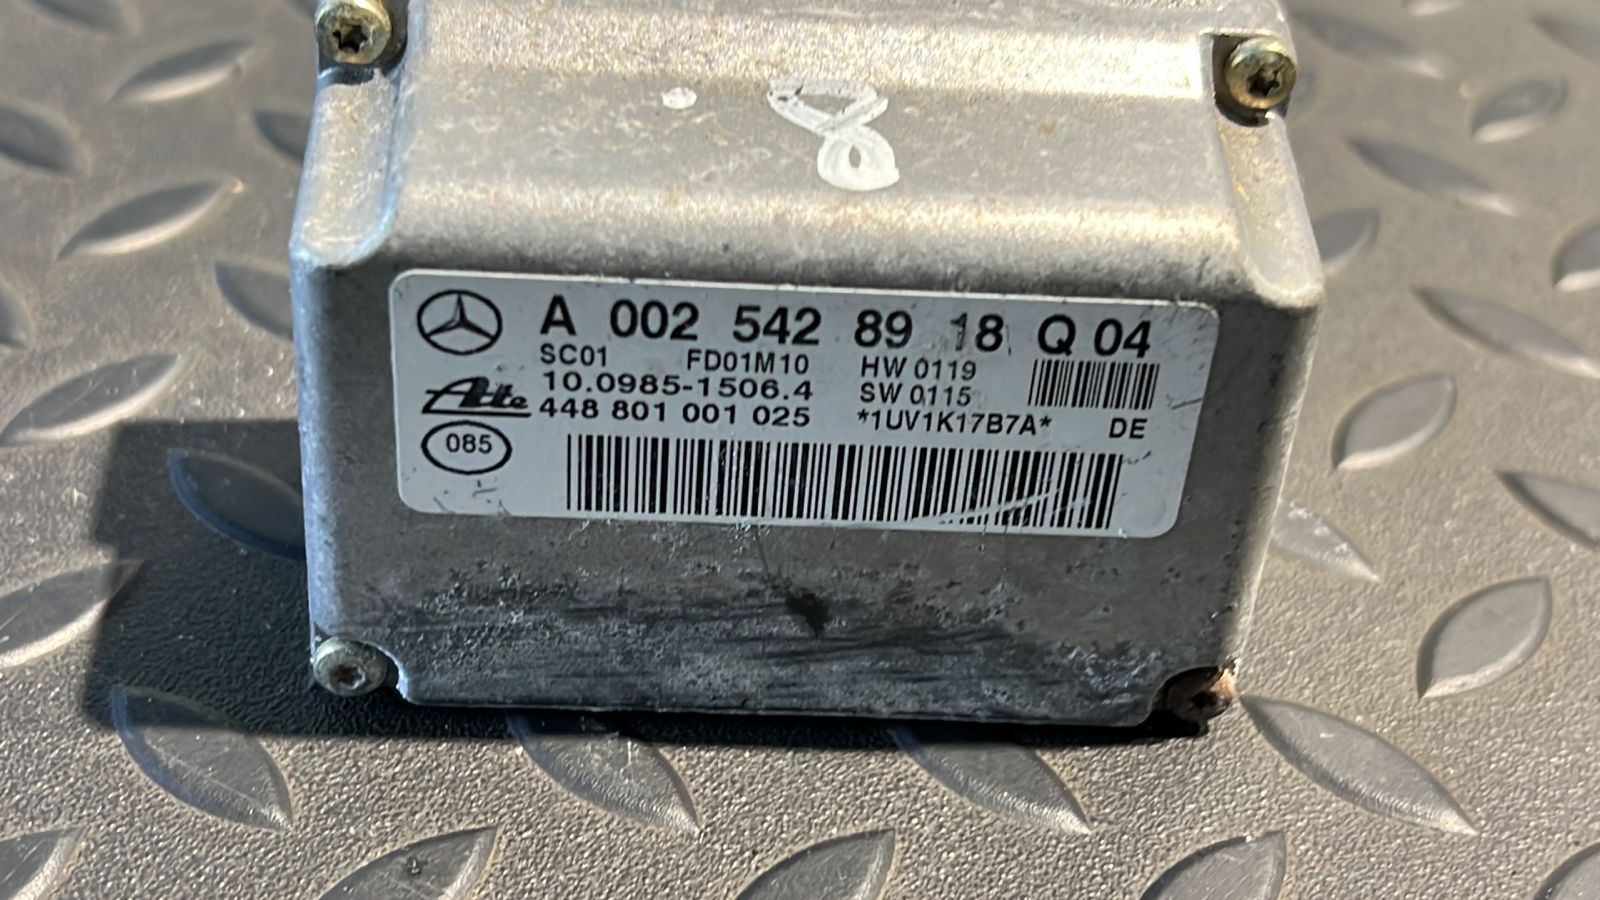 8
A 002 542 89 18 Q 04
SC01 FD01M10 HW 0119
10.0985-1506.4 SW 0115
Ate 448 801 001 025 *1UV1K17B7A* DE
085